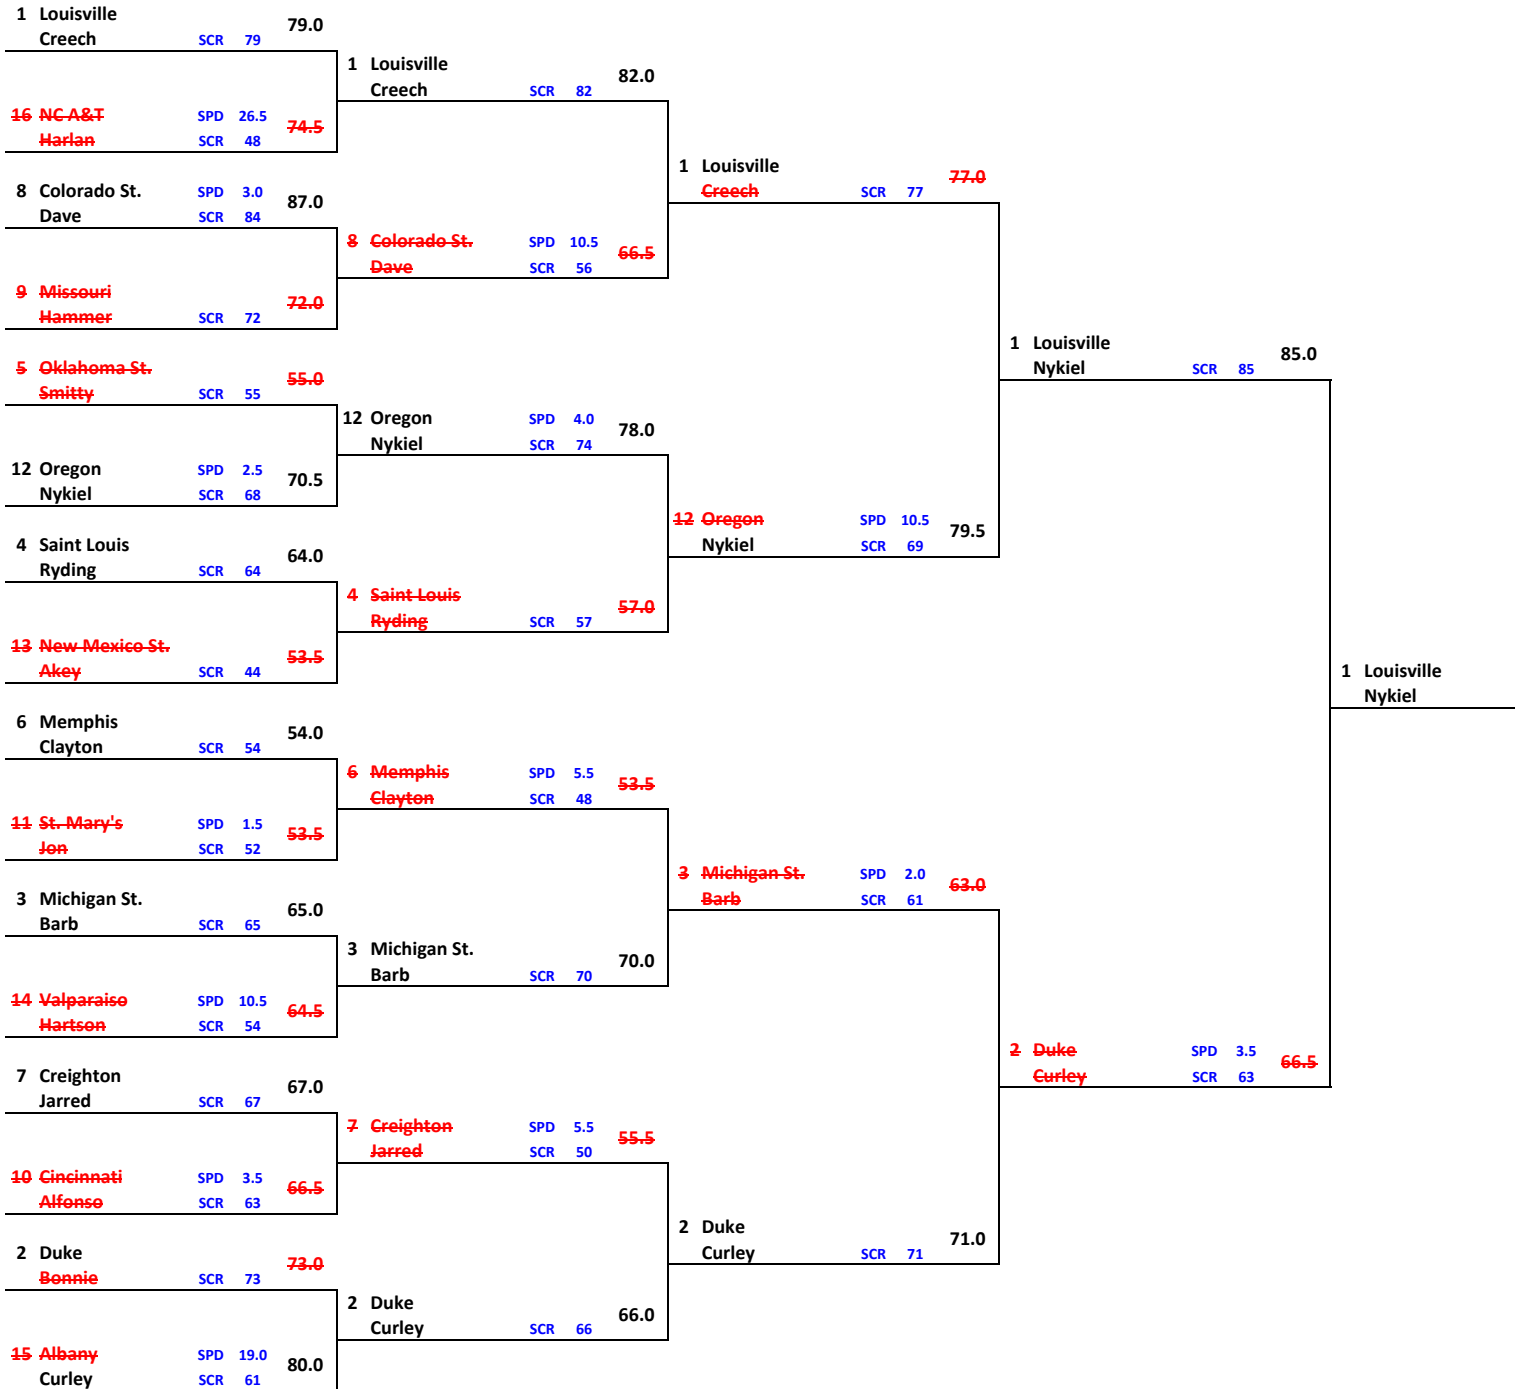 1 Louisville
Creech SCR 79 79.0
16 NC A&T SPD 26.5
Harlan SCR 48 74.5
8 Colorado St. SPD 3.0
Dave SCR 84 87.0
9 Missouri
Hammer SCR 72 72.0
5 Oklahoma St.
Smitty SCR 55 55.0
12 Oregon SPD 2.5
Nykiel SCR 68 70.5
4 Saint Louis
Ryding SCR 64 64.0
13 New Mexico St.
Akey SCR 44 53.5
6 Memphis
Clayton SCR 54 54.0
11 St. Mary's SPD 1.5
Jon SCR 52 53.5
3 Michigan St.
Barb SCR 65 65.0
14 Valparaiso SPD 10.5
Hartson SCR 54 64.5
7 Creighton
Jarred SCR 67 67.0
10 Cincinnati SPD 3.5
Alfonso SCR 63 66.5
2 Duke
Bonnie SCR 73 73.0
15 Albany SPD 19.0
Curley SCR 61 80.0
1 Louisville
Creech SCR 82 82.0
8 Colorado St. SPD 10.5
Dave SCR 56 66.5
12 Oregon SPD 4.0
Nykiel SCR 74 78.0
4 Saint Louis
Ryding SCR 57 57.0
6 Memphis SPD 5.5
Clayton SCR 48 53.5
3 Michigan St.
Barb SCR 70 70.0
7 Creighton SPD 5.5
Jarred SCR 50 55.5
2 Duke
Curley SCR 66 66.0
1 Louisville
Creech SCR 77 77.0
12 Oregon SPD 10.5
Nykiel SCR 69 79.5
3 Michigan St. SPD 2.0
Barb SCR 61 63.0
2 Duke
Curley SCR 71 71.0
1 Louisville
Nykiel SCR 85 85.0
2 Duke SPD 3.5
Curley SCR 63 66.5
1 Louisville
Nykiel